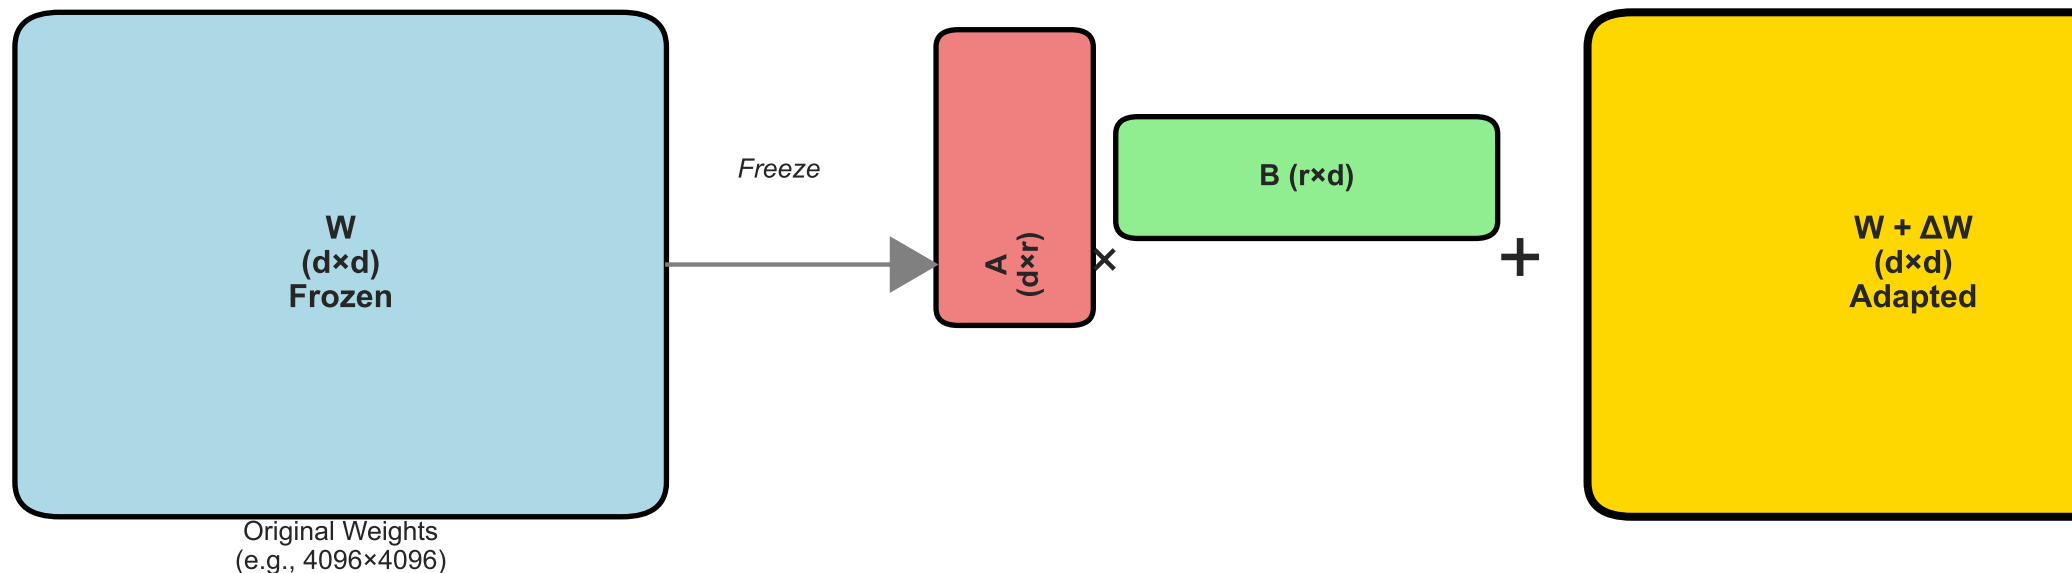 W
(d×d)
Frozen
Original Weights
(e.g., 4096×4096)
Freeze
A
(d×r)
×
B (r×d)
+
W + ΔW
(d×d)
Adapted